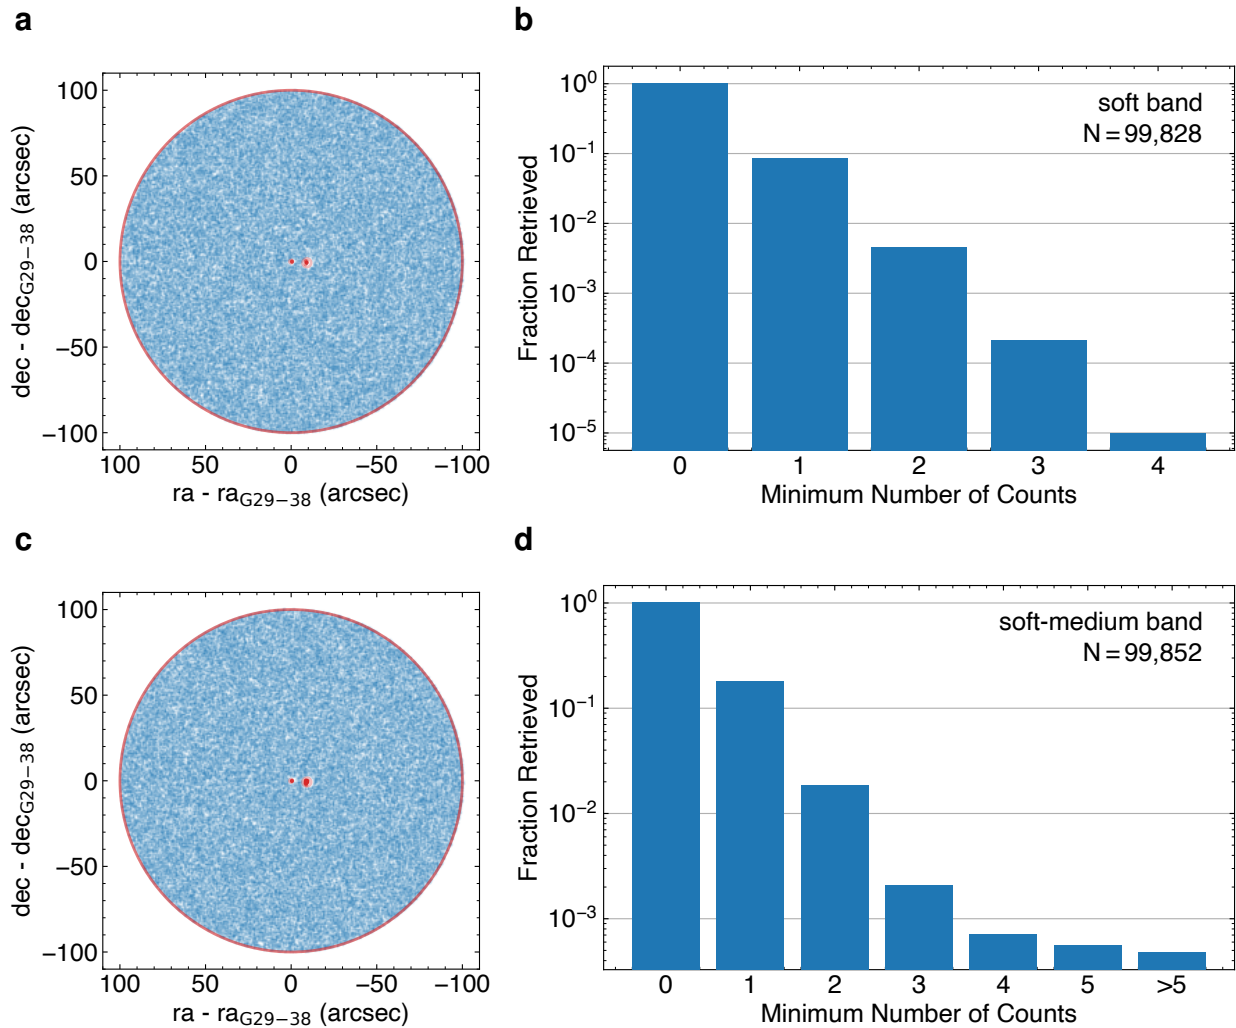 a
100
50
0
−50
−100
dec - dec_G29−38 (arcsec)
100 50 0 −50 −100
ra - ra_G29−38 (arcsec)
b
soft band
N = 99,828
10^0
10^−1
10^−2
10^−3
10^−4
10^−5
Fraction Retrieved
0 1 2 3 4
Minimum Number of Counts
c
100
50
0
−50
−100
dec - dec_G29−38 (arcsec)
100 50 0 −50 −100
ra - ra_G29−38 (arcsec)
d
soft-medium band
N = 99,852
10^0
10^−1
10^−2
10^−3
Fraction Retrieved
0 1 2 3 4 5 >5
Minimum Number of Counts